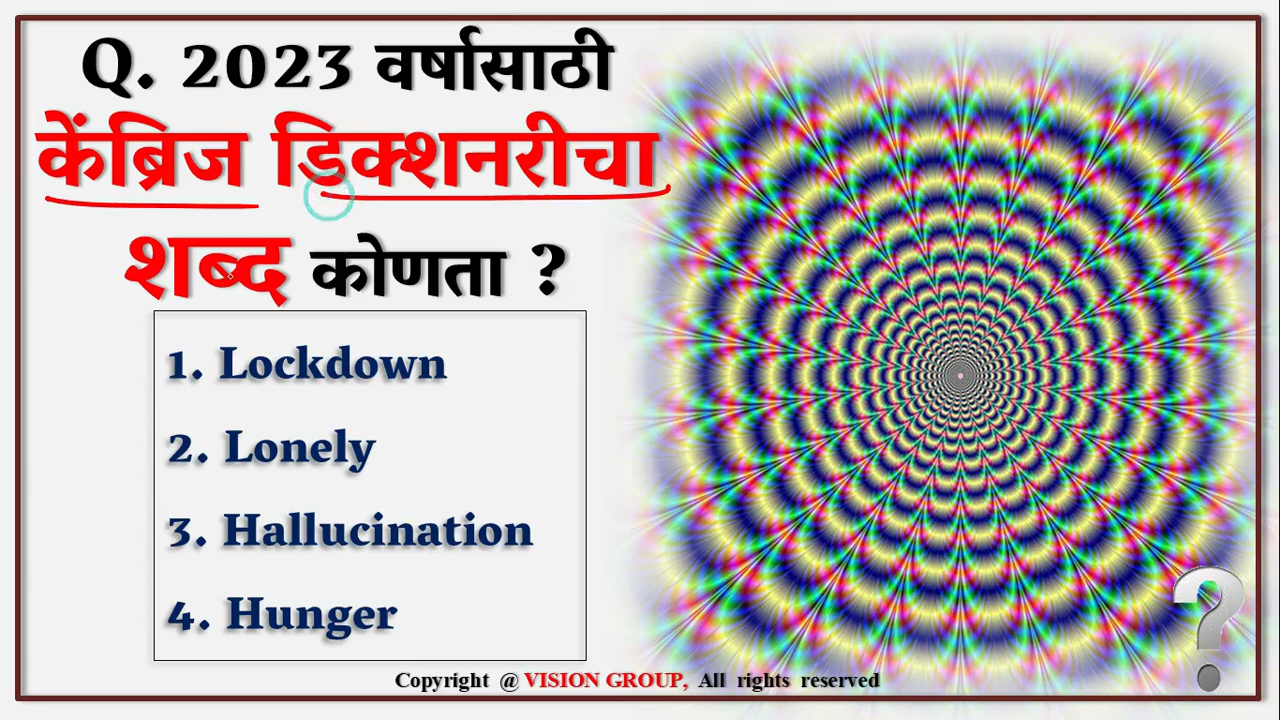 Q. 2023 वर्षासाठी
केंब्रिज डिक्शनरीचा
शब्द कोणता ?
1. Lockdown
2. Lonely
3. Hallucination
4. Hunger
Copyright @ VISION GROUP, All rights reserved